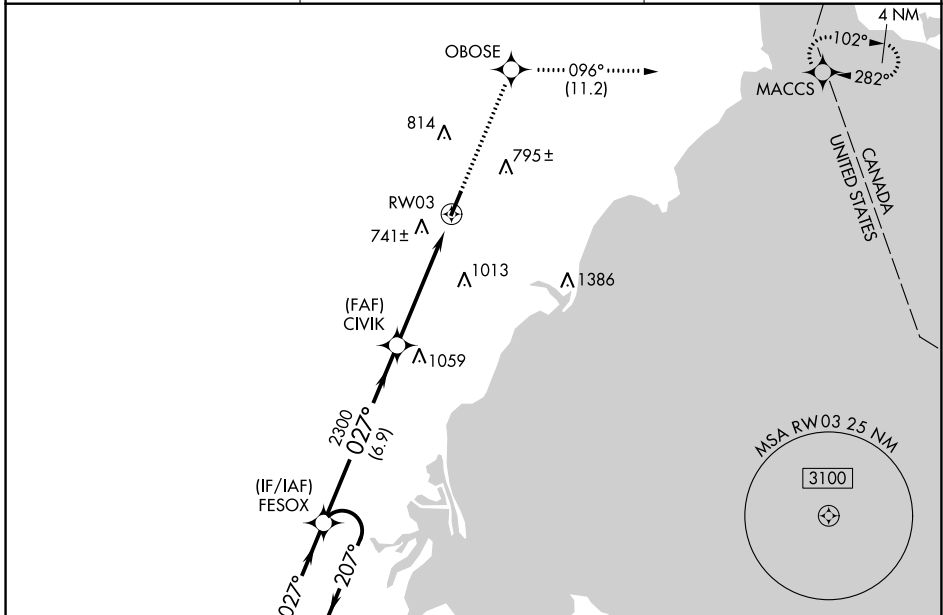 4 NM
OBOSE
102°
096°
(11.2)
282°
MACCS
814
795±
CANADA
UNITED STATES
RW03
741±
1013
1386
(FAF)
CIVIK
1059
2300
027°
(6.9)
MSA RW03 25 NM
3100
(IF/IAF)
FESOX
207°
027°